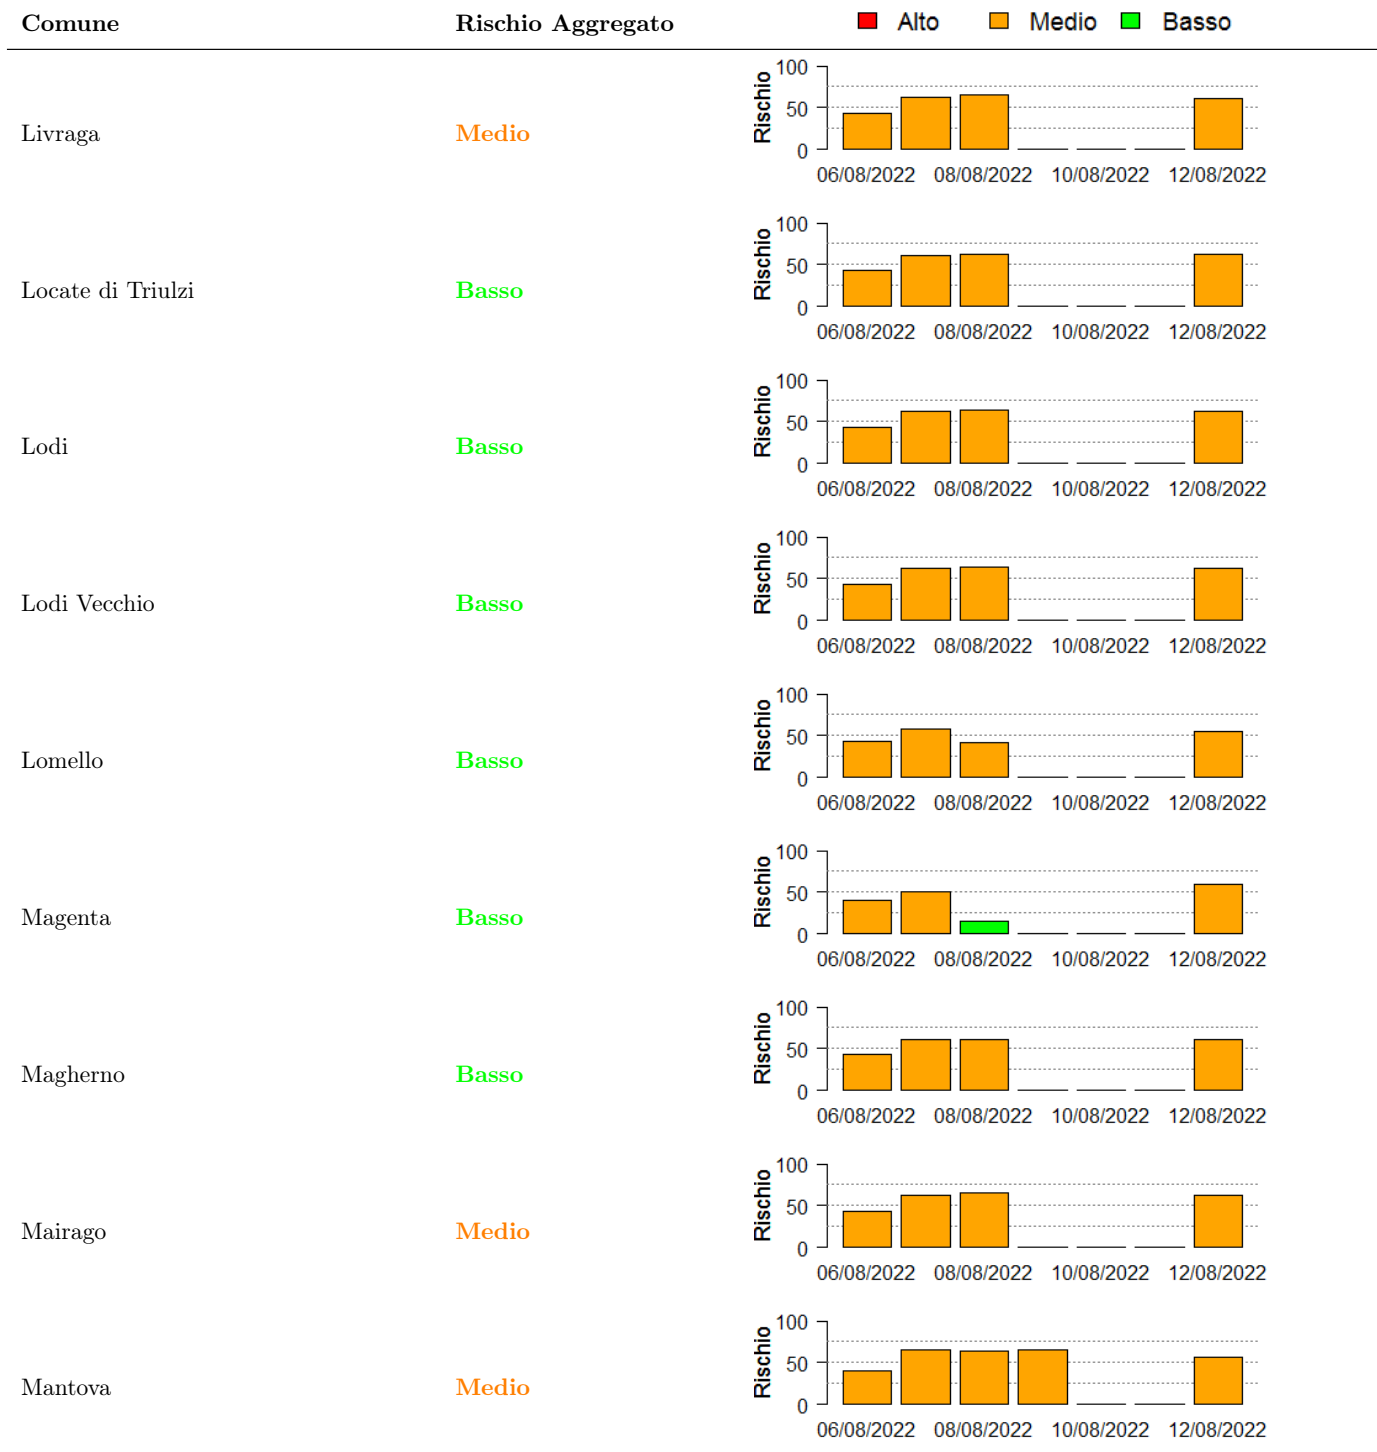 Comune Rischio Aggregato Alto Medio Basso
100
50
0
Rischio
Livraga Medio
06/08/2022 08/08/2022 10/08/2022 12/08/2022
100
50
0
Rischio
Locate di Triulzi Basso
06/08/2022 08/08/2022 10/08/2022 12/08/2022
100
50
0
Rischio
Lodi Basso
06/08/2022 08/08/2022 10/08/2022 12/08/2022
100
50
0
Rischio
Lodi Vecchio Basso
06/08/2022 08/08/2022 10/08/2022 12/08/2022
100
50
0
Rischio
Lomello Basso
06/08/2022 08/08/2022 10/08/2022 12/08/2022
100
50
0
Rischio
Magenta Basso
06/08/2022 08/08/2022 10/08/2022 12/08/2022
100
50
0
Rischio
Magherno Basso
06/08/2022 08/08/2022 10/08/2022 12/08/2022
100
50
0
Rischio
Mairago Medio
06/08/2022 08/08/2022 10/08/2022 12/08/2022
100
50
0
Rischio
Mantova Medio
06/08/2022 08/08/2022 10/08/2022 12/08/2022